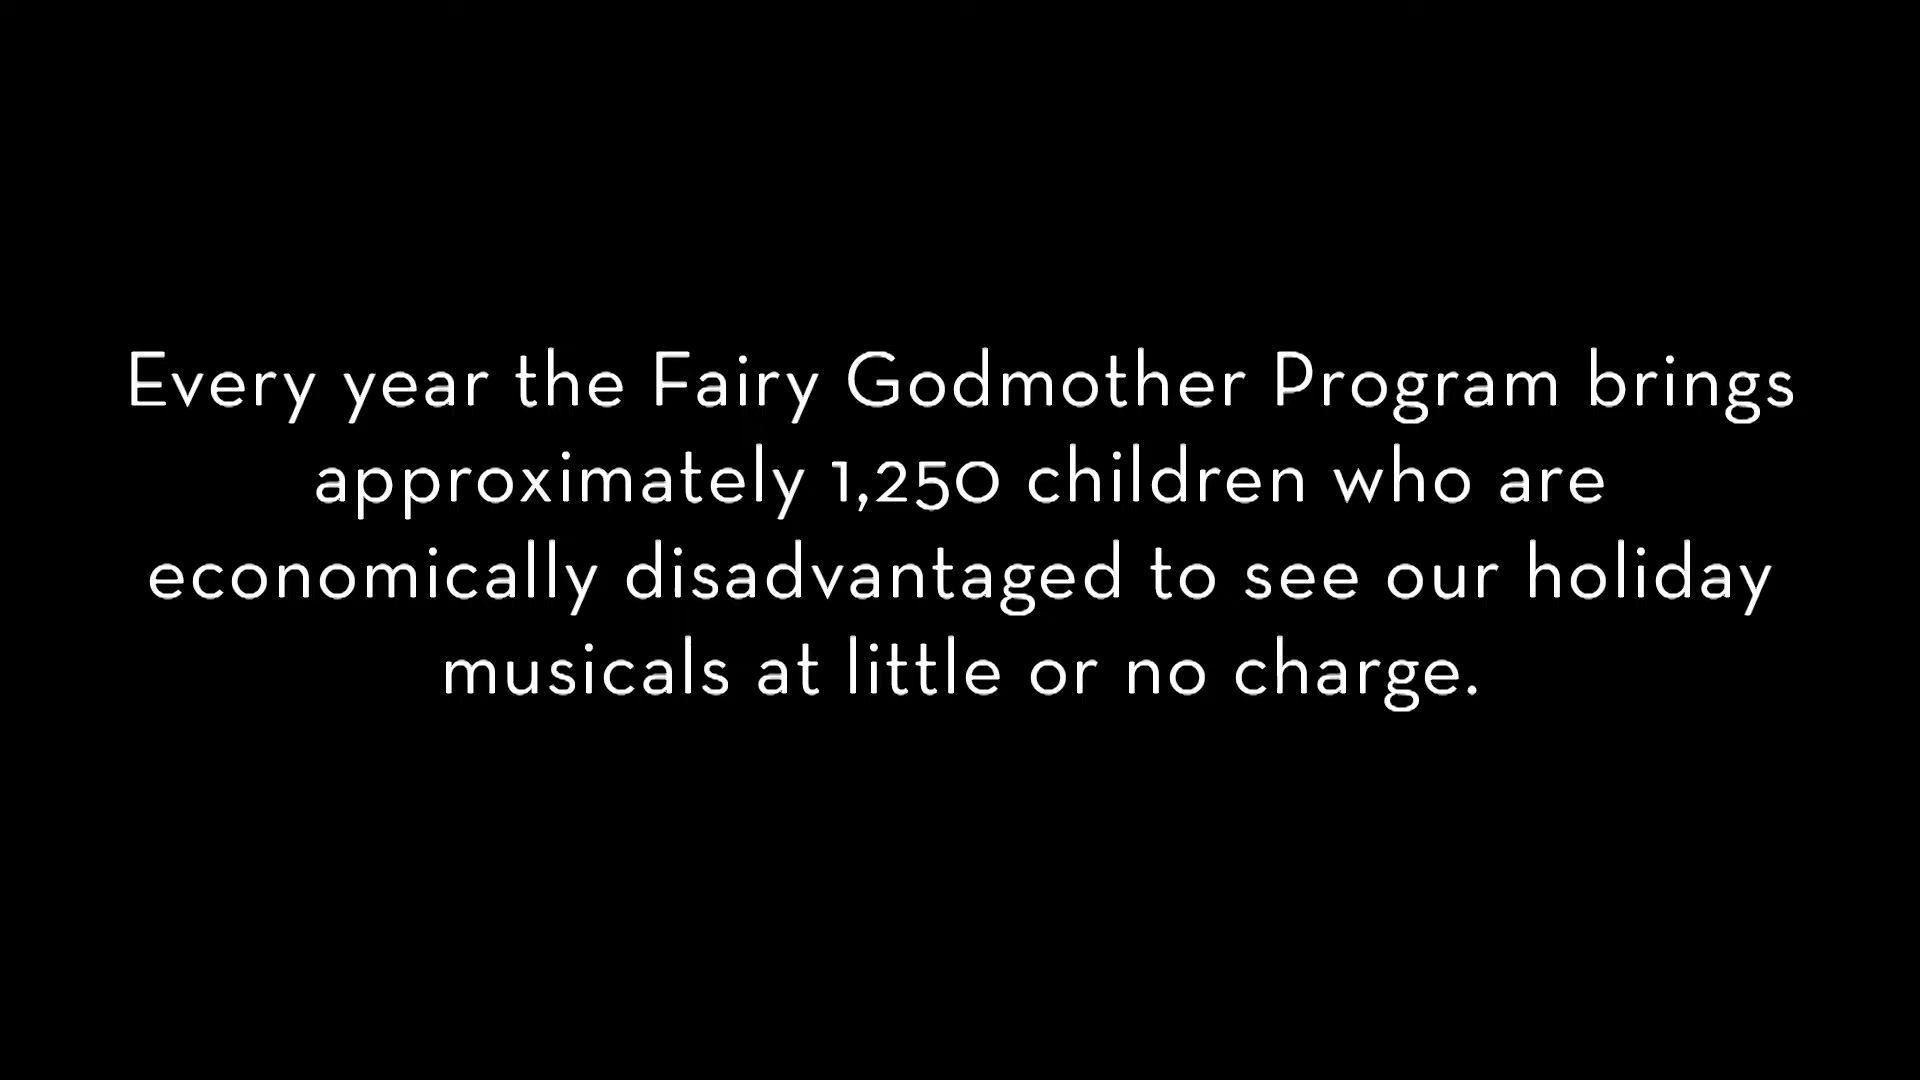 Every year the Fairy Godmother Program brings
approximately 1,250 children who are
economically disadvantaged to see our holiday
musicals at little or no charge.